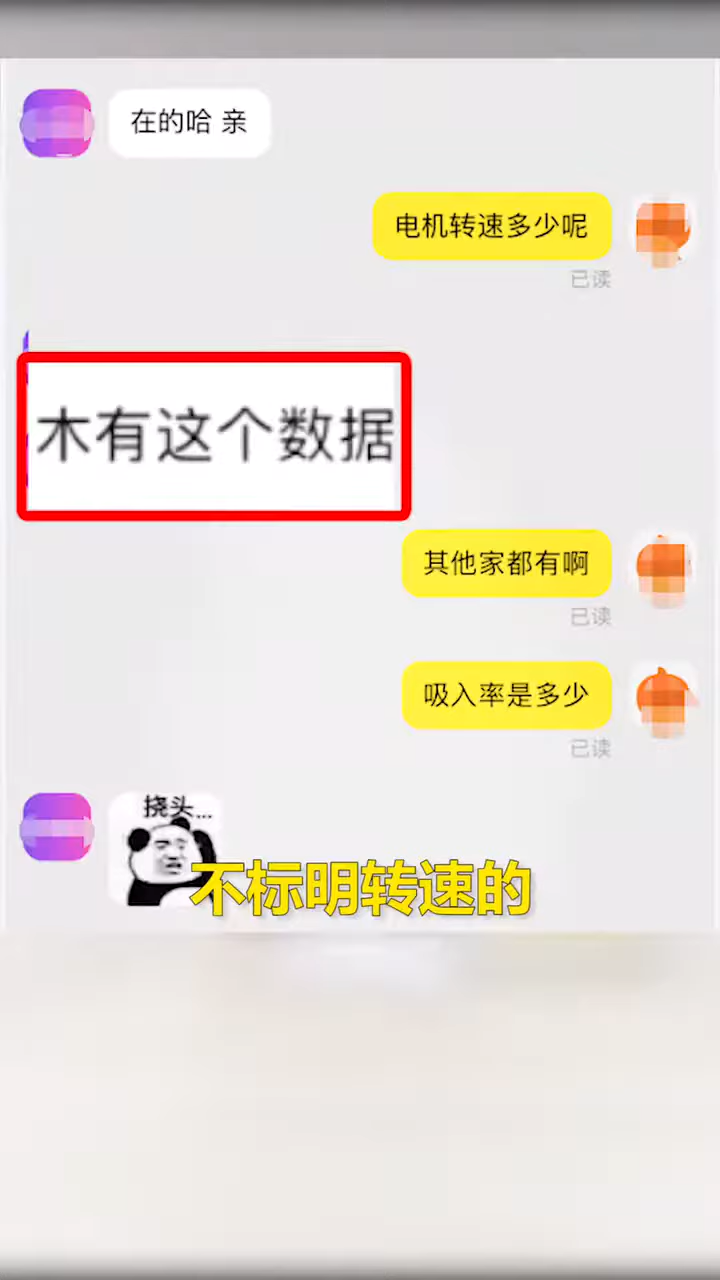 在的哈 亲
电机转速多少呢
已读
木有这个数据
其他家都有啊
已读
吸入率是多少
已读
挠头...
不标明转速的